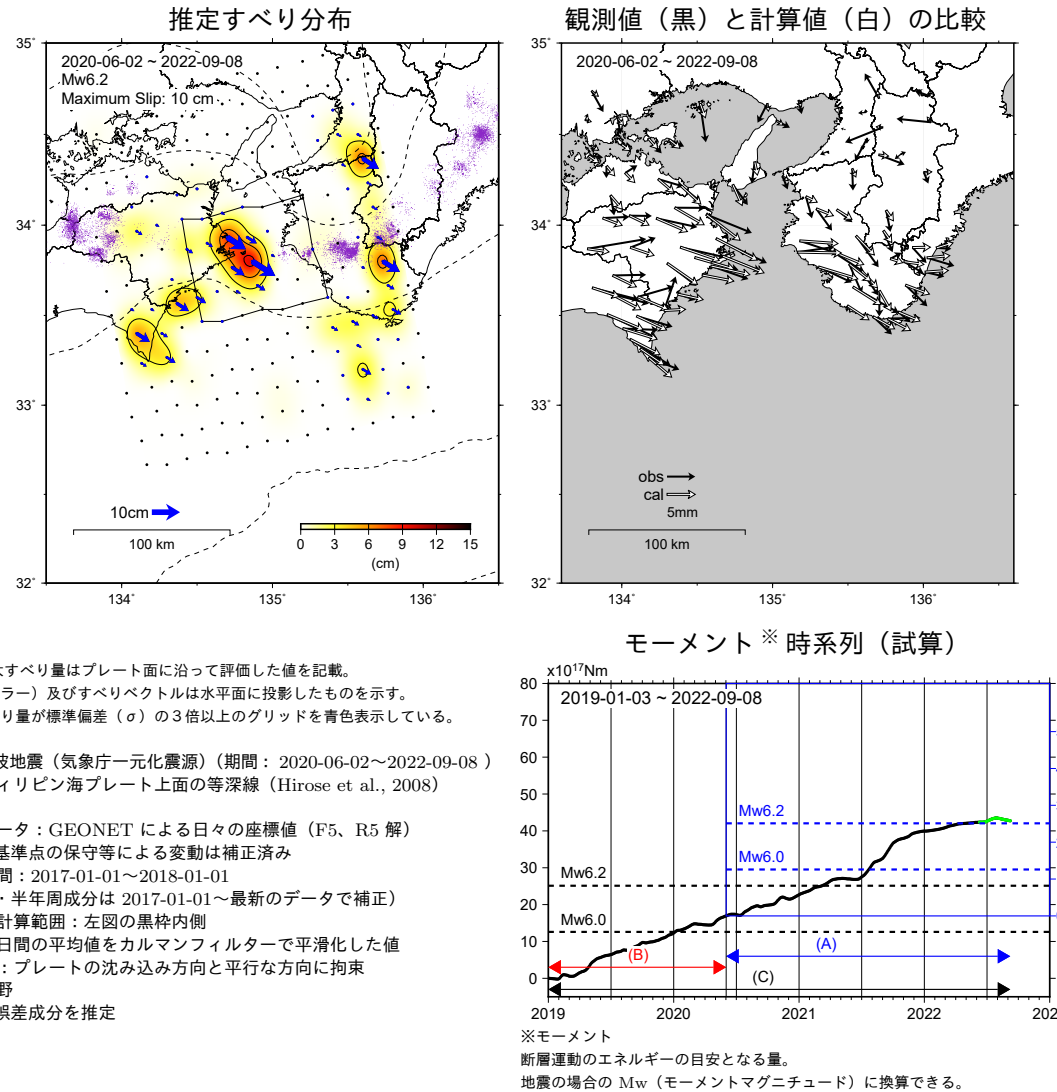 推定すべり分布
観測値（黒）と計算値（白）の比較
2020-06-02 ~ 2022-09-08
Mw6.2
Maximum Slip: 10 cm
35˚
34˚
33˚
32˚
134˚
135˚
136˚
10cm
100 km
0 3 6 9 12 15
(cm)
2020-06-02 ~ 2022-09-08
35˚
34˚
33˚
32˚
134˚
135˚
136˚
obs
cal
5mm
100 km
すべり量はプレート面に沿って評価した値を記載。
ラー）及びすべりベクトルは水平面に投影したものを示す。
り量が標準偏差（σ）の３倍以上のグリッドを青色表示している。
地震（気象庁一元化震源）（期間： 2020-06-02～2022-09-08 ）
ィリピン海プレート上面の等深線（Hirose et al., 2008）
ータ：GEONET による日々の座標値（F5、R5 解）
基準点の保守等による変動は補正済み
間：2017-01-01～2018-01-01
・半年周成分は 2017-01-01～最新のデータで補正）
計算範囲：左図の黒枠内側
日間の平均値をカルマンフィルターで平滑化した値
：プレートの沈み込み方向と平行な方向に拘束
野
誤差成分を推定
モーメント※時系列（試算）
x10¹⁷Nm
2019-01-03 ~ 2022-09-08
80
70
60
50
40
30
20
10
0
Mw6.2
Mw6.0
Mw6.2
Mw6.0
(A)
(B)
(C)
2019 2020 2021 2022 202
※モーメント
断層運動のエネルギーの目安となる量。
地震の場合の Mw（モーメントマグニチュード）に換算できる。